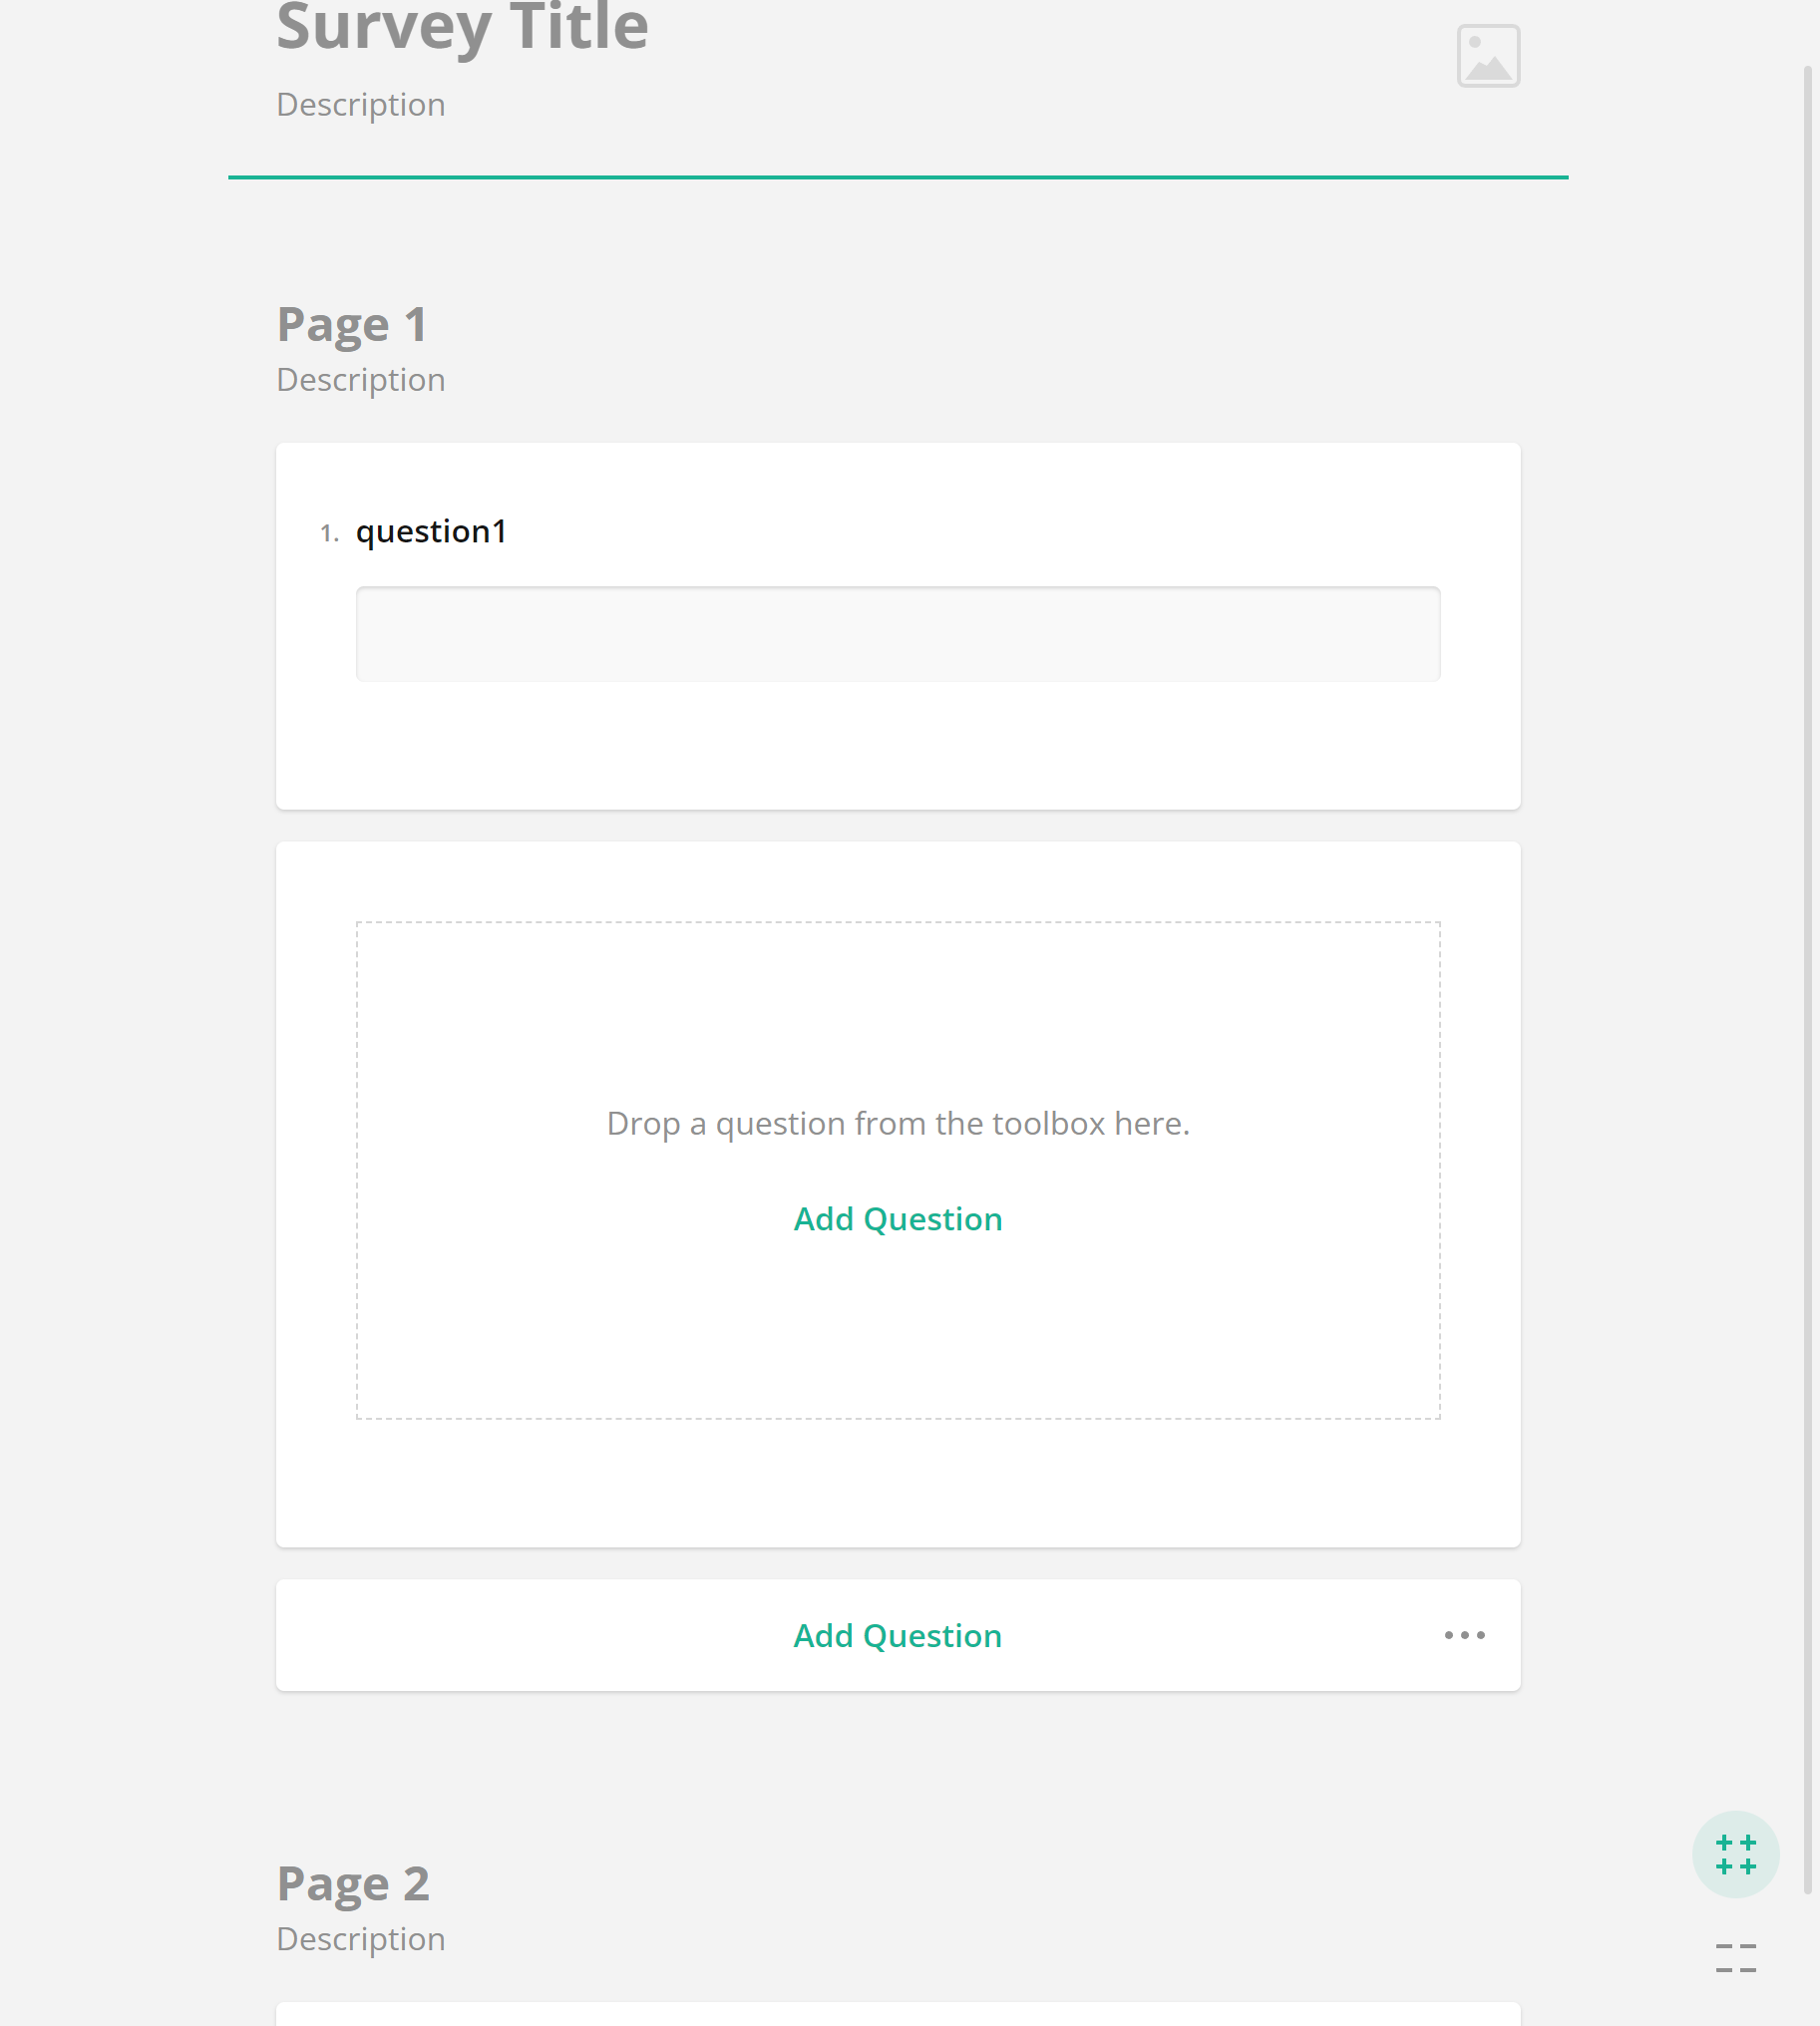 Survey Title
Description
Page 1
Description
1. question1
Drop a question from the toolbox here.
Add Question
Add Question
Page 2
Description